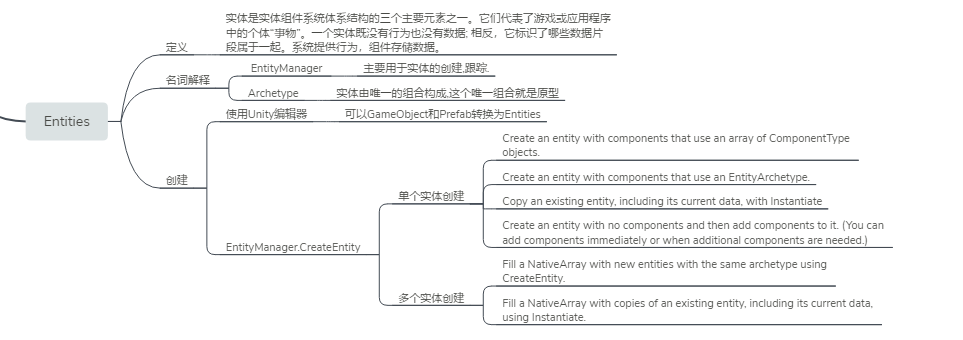 实体是实体组件系统体系结构的三个主要元素之一。它们代表了游戏或应用程序
中的个体“事物”。一个实体既没有行为也没有数据; 相反，它标识了哪些数据片
段属于一起。系统提供行为，组件存储数据。
定义
EntityManager
主要用于实体的创建,跟踪.
名词解释
Archetype
实体由唯一的组合构成,这个唯一组合就是原型
使用Unity编辑器
可以GameObject和Prefab转换为Entities
Entities
Create an entity with components that use an array of ComponentType
objects.
创建
Create an entity with components that use an EntityArchetype.
单个实体创建
Copy an existing entity, including its current data, with Instantiate
Create an entity with no components and then add components to it. (You can
add components immediately or when additional components are needed.)
EntityManager.CreateEntity
Fill a NativeArray with new entities with the same archetype using
CreateEntity.
多个实体创建
Fill a NativeArray with copies of an existing entity, including its current data,
using Instantiate.